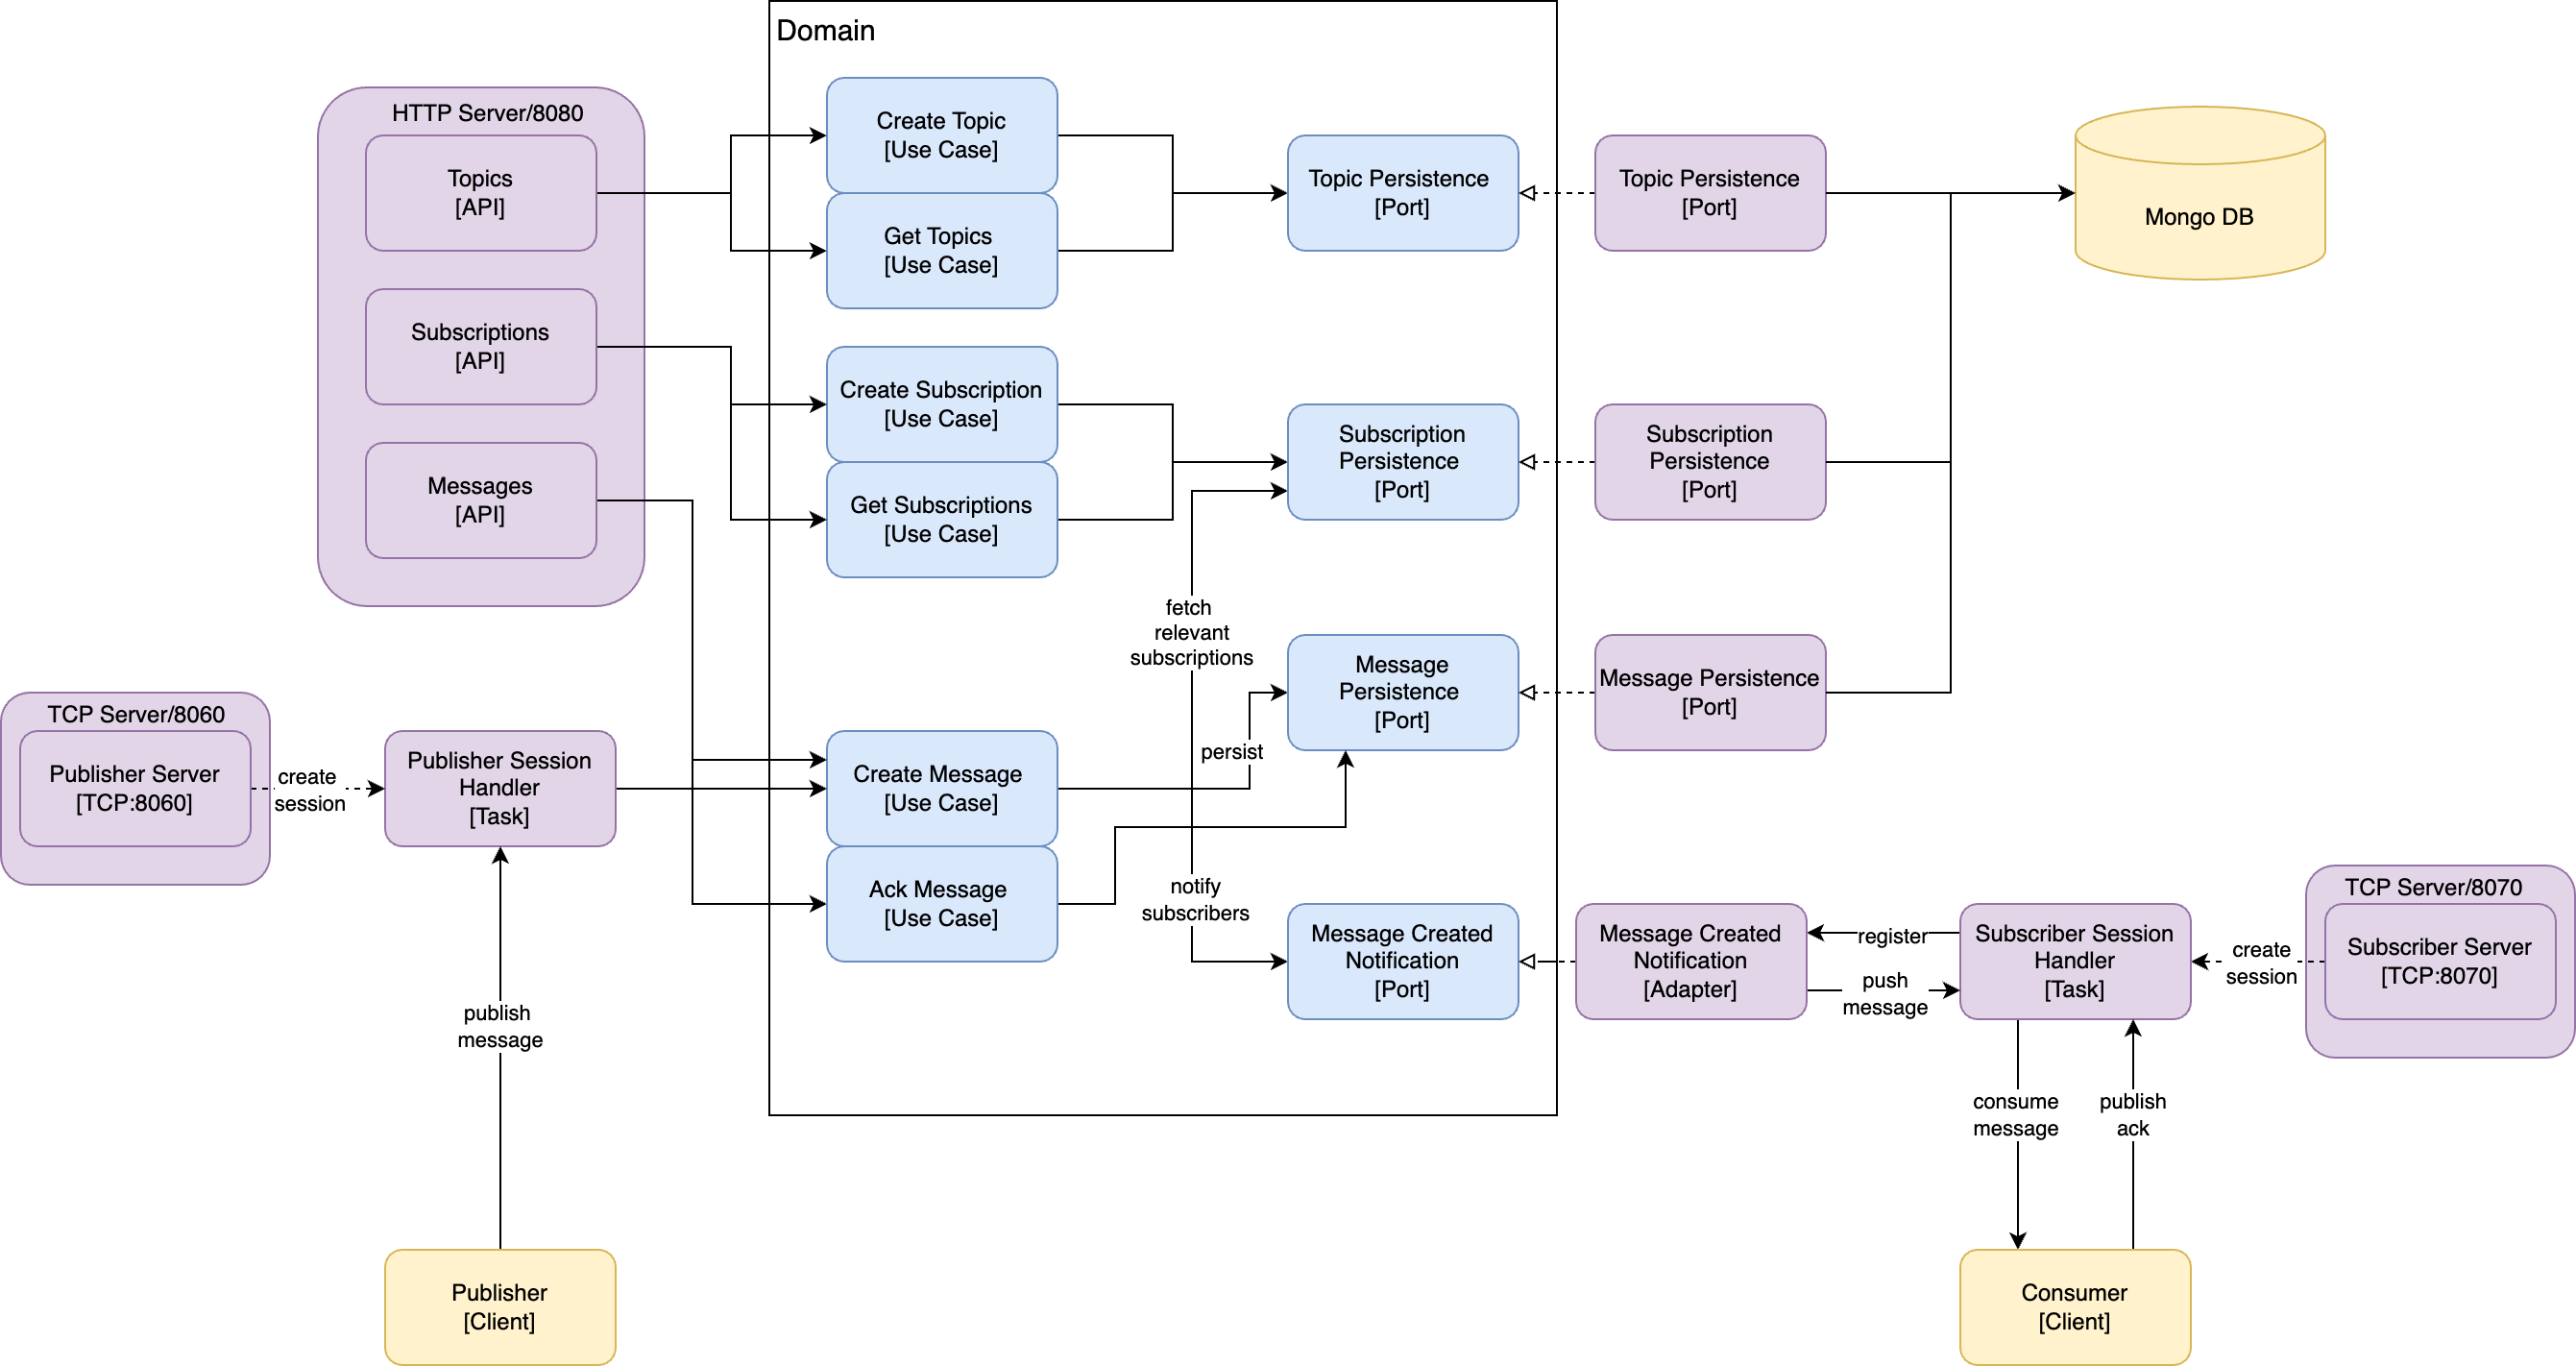 Domain
HTTP Server/8080
Topics
[API]
Subscriptions
[API]
Messages
[API]
Create Topic
[Use Case]
Get Topics
[Use Case]
Topic Persistence
[Port]
Topic Persistence
[Port]
Mongo DB
Create Subscription
[Use Case]
Get Subscriptions
[Use Case]
Subscription
Persistence
[Port]
Subscription
Persistence
[Port]
fetch
relevant
subscriptions
Message
Persistence
[Port]
Message Persistence
[Port]
persist
TCP Server/8060
Publisher Server
[TCP:8060]
create
session
Publisher Session
Handler
[Task]
Create Message
[Use Case]
Ack Message
[Use Case]
notify
subscribers
Message Created
Notification
[Port]
Message Created
Notification
[Adapter]
register
push
message
Subscriber Session
Handler
[Task]
create
session
TCP Server/8070
Subscriber Server
[TCP:8070]
publish
message
consume
message
publish
ack
Publisher
[Client]
Consumer
[Client]